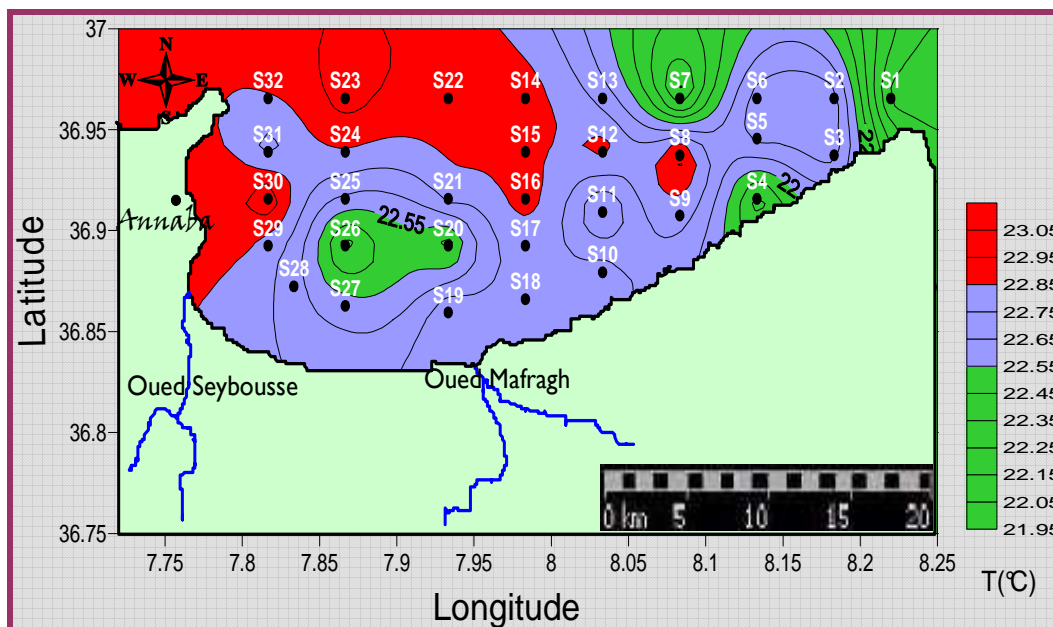 37
N
W E
S
S32 S23 S22 S14 S13 S7 S6 S2 S1
36.95
S31 S24 S15 S12 S8 S5 S3
S30 S25 S21 S16 S11 S9 S4 22
Annaba
22.55
36.9
S29 S26 S20 S17
S28 S27 S19 S18 S10
36.85
Oued Seybousse Oued Mafragh
36.8
36.75
0 km 5 10 15 20
7.75 7.8 7.85 7.9 7.95 8 8.05 8.1 8.15 8.2 8.25
Latitude
Longitude
23.05
22.95
22.85
22.75
22.65
22.55
22.45
22.35
22.25
22.15
22.05
21.95
T(°C)